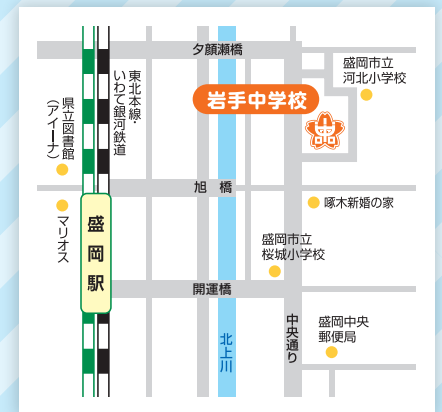 夕顔瀬橋
盛岡市立
河北小学校
東北本線・
いわて銀河鉄道
県立図書館
(アイーナ)
岩手中学校
旭橋
啄木新婚の家
マリオス
盛岡駅
盛岡市立
桜城小学校
開運橋
北上川
中央通り
盛岡中央
郵便局